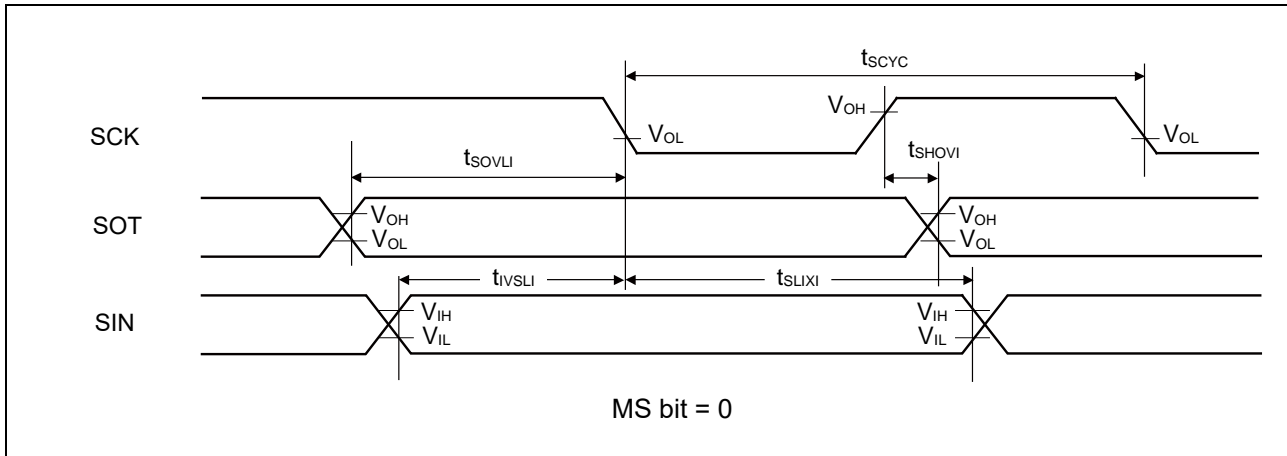 tSCYC
SCK
VOL
VOH
VOL
tSOVLI
tSHOVI
SOT
VOH
VOL
VOH
VOL
tIVSLI
tSLIXI
SIN
VIH
VIL
VIH
VIL
MS bit = 0